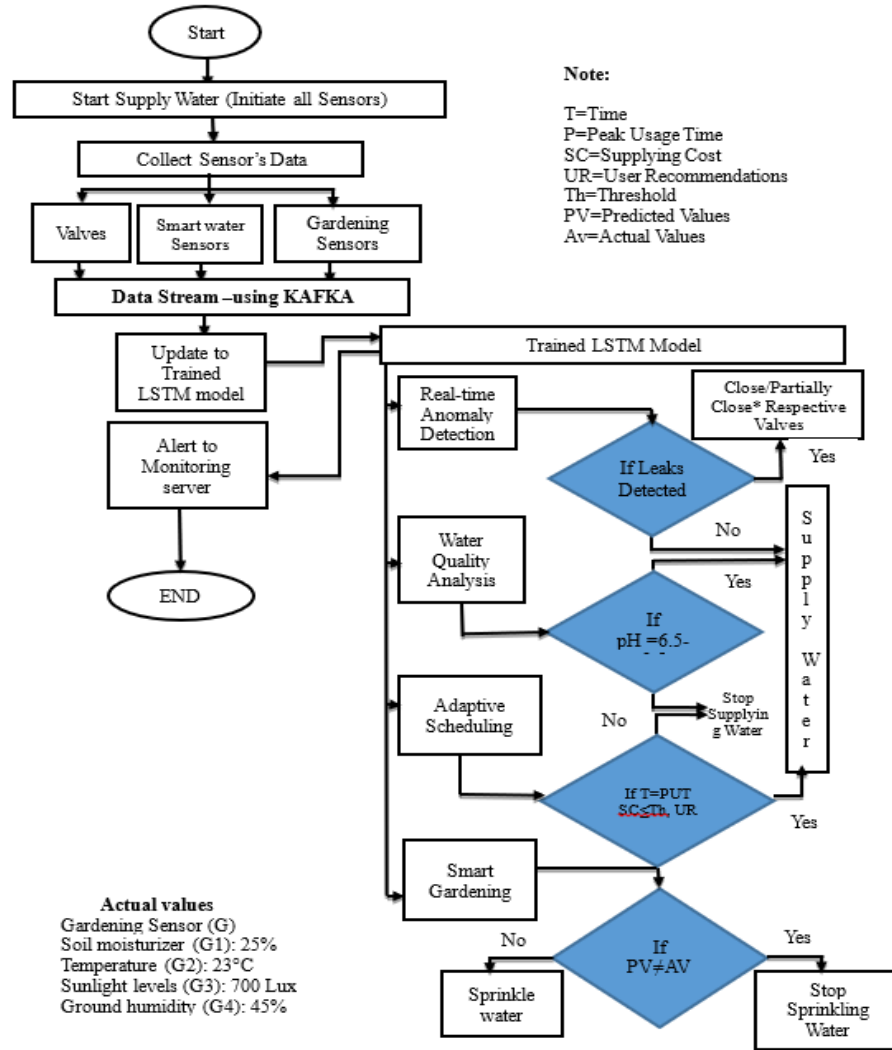 Start
Start Supply Water (Initiate all Sensors)
Collect Sensor's Data
Valves
Smart water
Sensors
Gardening
Sensors
Data Stream –using KAFKA
Update to
Trained
LSTM model
Alert to
Monitoring
server
END
Note:
T=Time
P=Peak Usage Time
SC=Supplying Cost
UR=User Recommendations
Th=Threshold
PV=Predicted Values
Av=Actual Values
Trained LSTM Model
Real-time
Anomaly
Detection
If Leaks
Detected
Close/Partially
Close* Respective
Valves
Yes
No
Supply Water
Water
Quality
Analysis
If
pH =6.5-
Yes
No
Stop
Supplyin
g Water
Adaptive
Scheduling
If T=PUT
SC≤Th, UR
Yes
Smart
Gardening
If
PV≠AV
No
Yes
Sprinkle
water
Stop
Sprinkling
Water
Actual values
Gardening Sensor (G)
Soil moisturizer (G1): 25%
Temperature (G2): 23°C
Sunlight levels (G3): 700 Lux
Ground humidity (G4): 45%